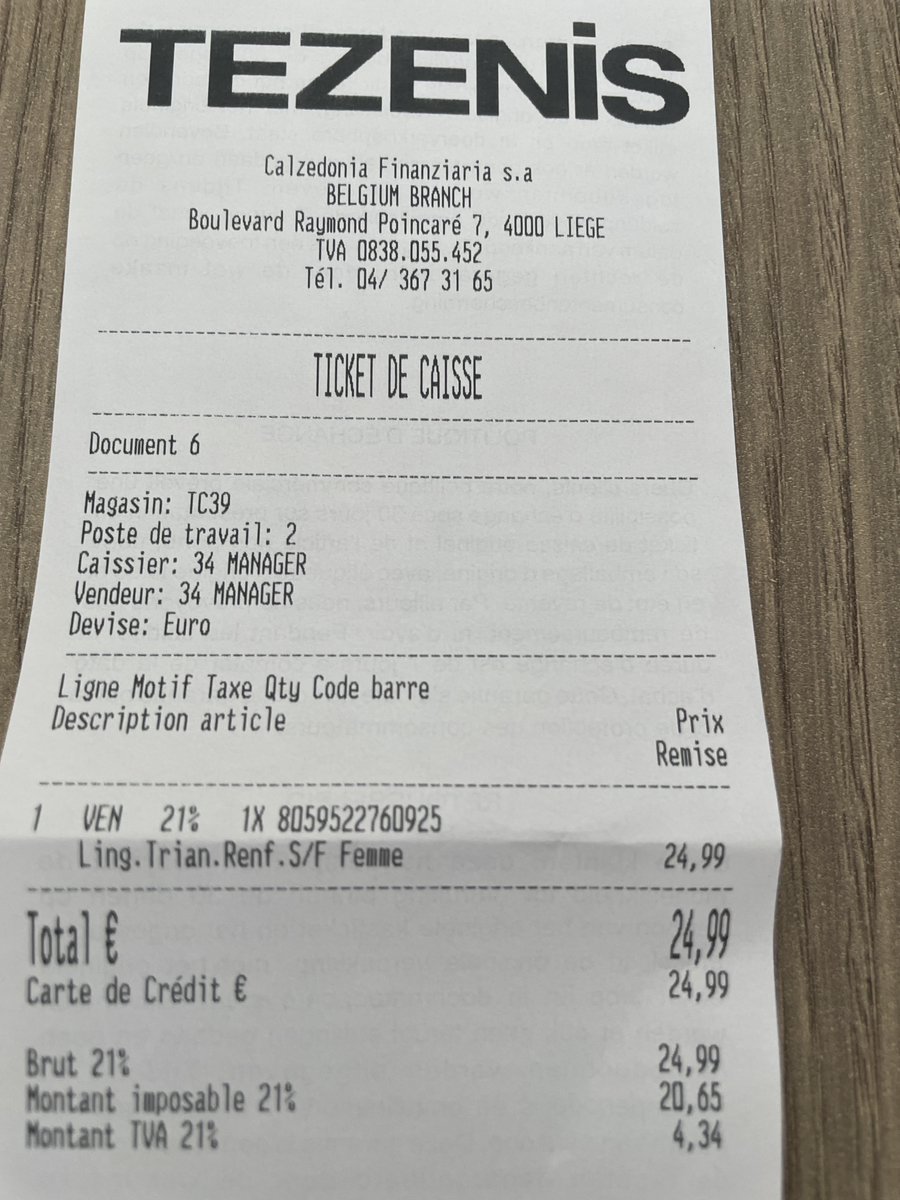 TEZENiS
Calzedonia Finanziaria s.a
BELGIUM BRANCH
Boulevard Raymond Poincaré 7, 4000 LIEGE
TVA 0838.055.452
Tél. 04/ 367 31 65
TICKET DE CAISSE
Document 6
Magasin: TC39
Poste de travail: 2
Caissier: 34 MANAGER
Vendeur: 34 MANAGER
Devise: Euro
Ligne Motif Taxe Qty Code barre
Description article Prix
Remise
1 VEN 21% 1X 8059522760925
Ling.Trian.Renf.S/F Femme 24,99
Total € 24,99
Carte de Crédit € 24,99
Brut 21% 24,99
Montant imposable 21% 20,65
Montant TVA 21% 4,34